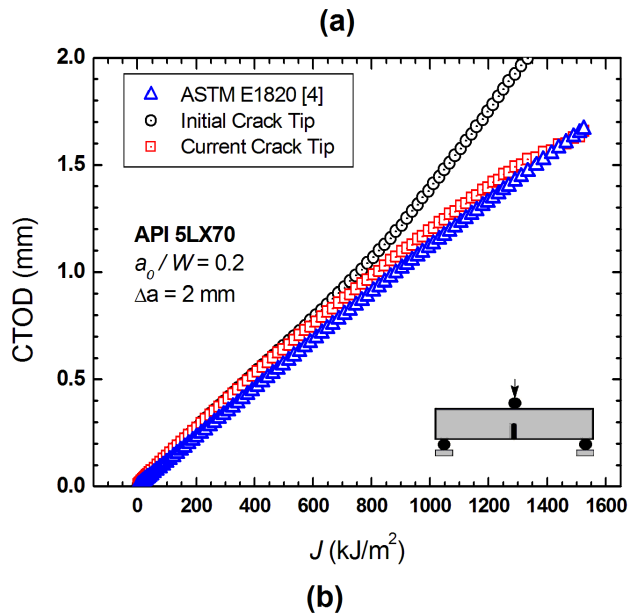 (a)
2.0
ASTM E1820 [4]
Initial Crack Tip
Current Crack Tip
1.5
API 5LX70
a₀ / W = 0.2
Δa = 2 mm
1.0
CTOD (mm)
0.5
0.0
0 200 400 600 800 1000 1200 1400 1600
J (kJ/m²)
(b)